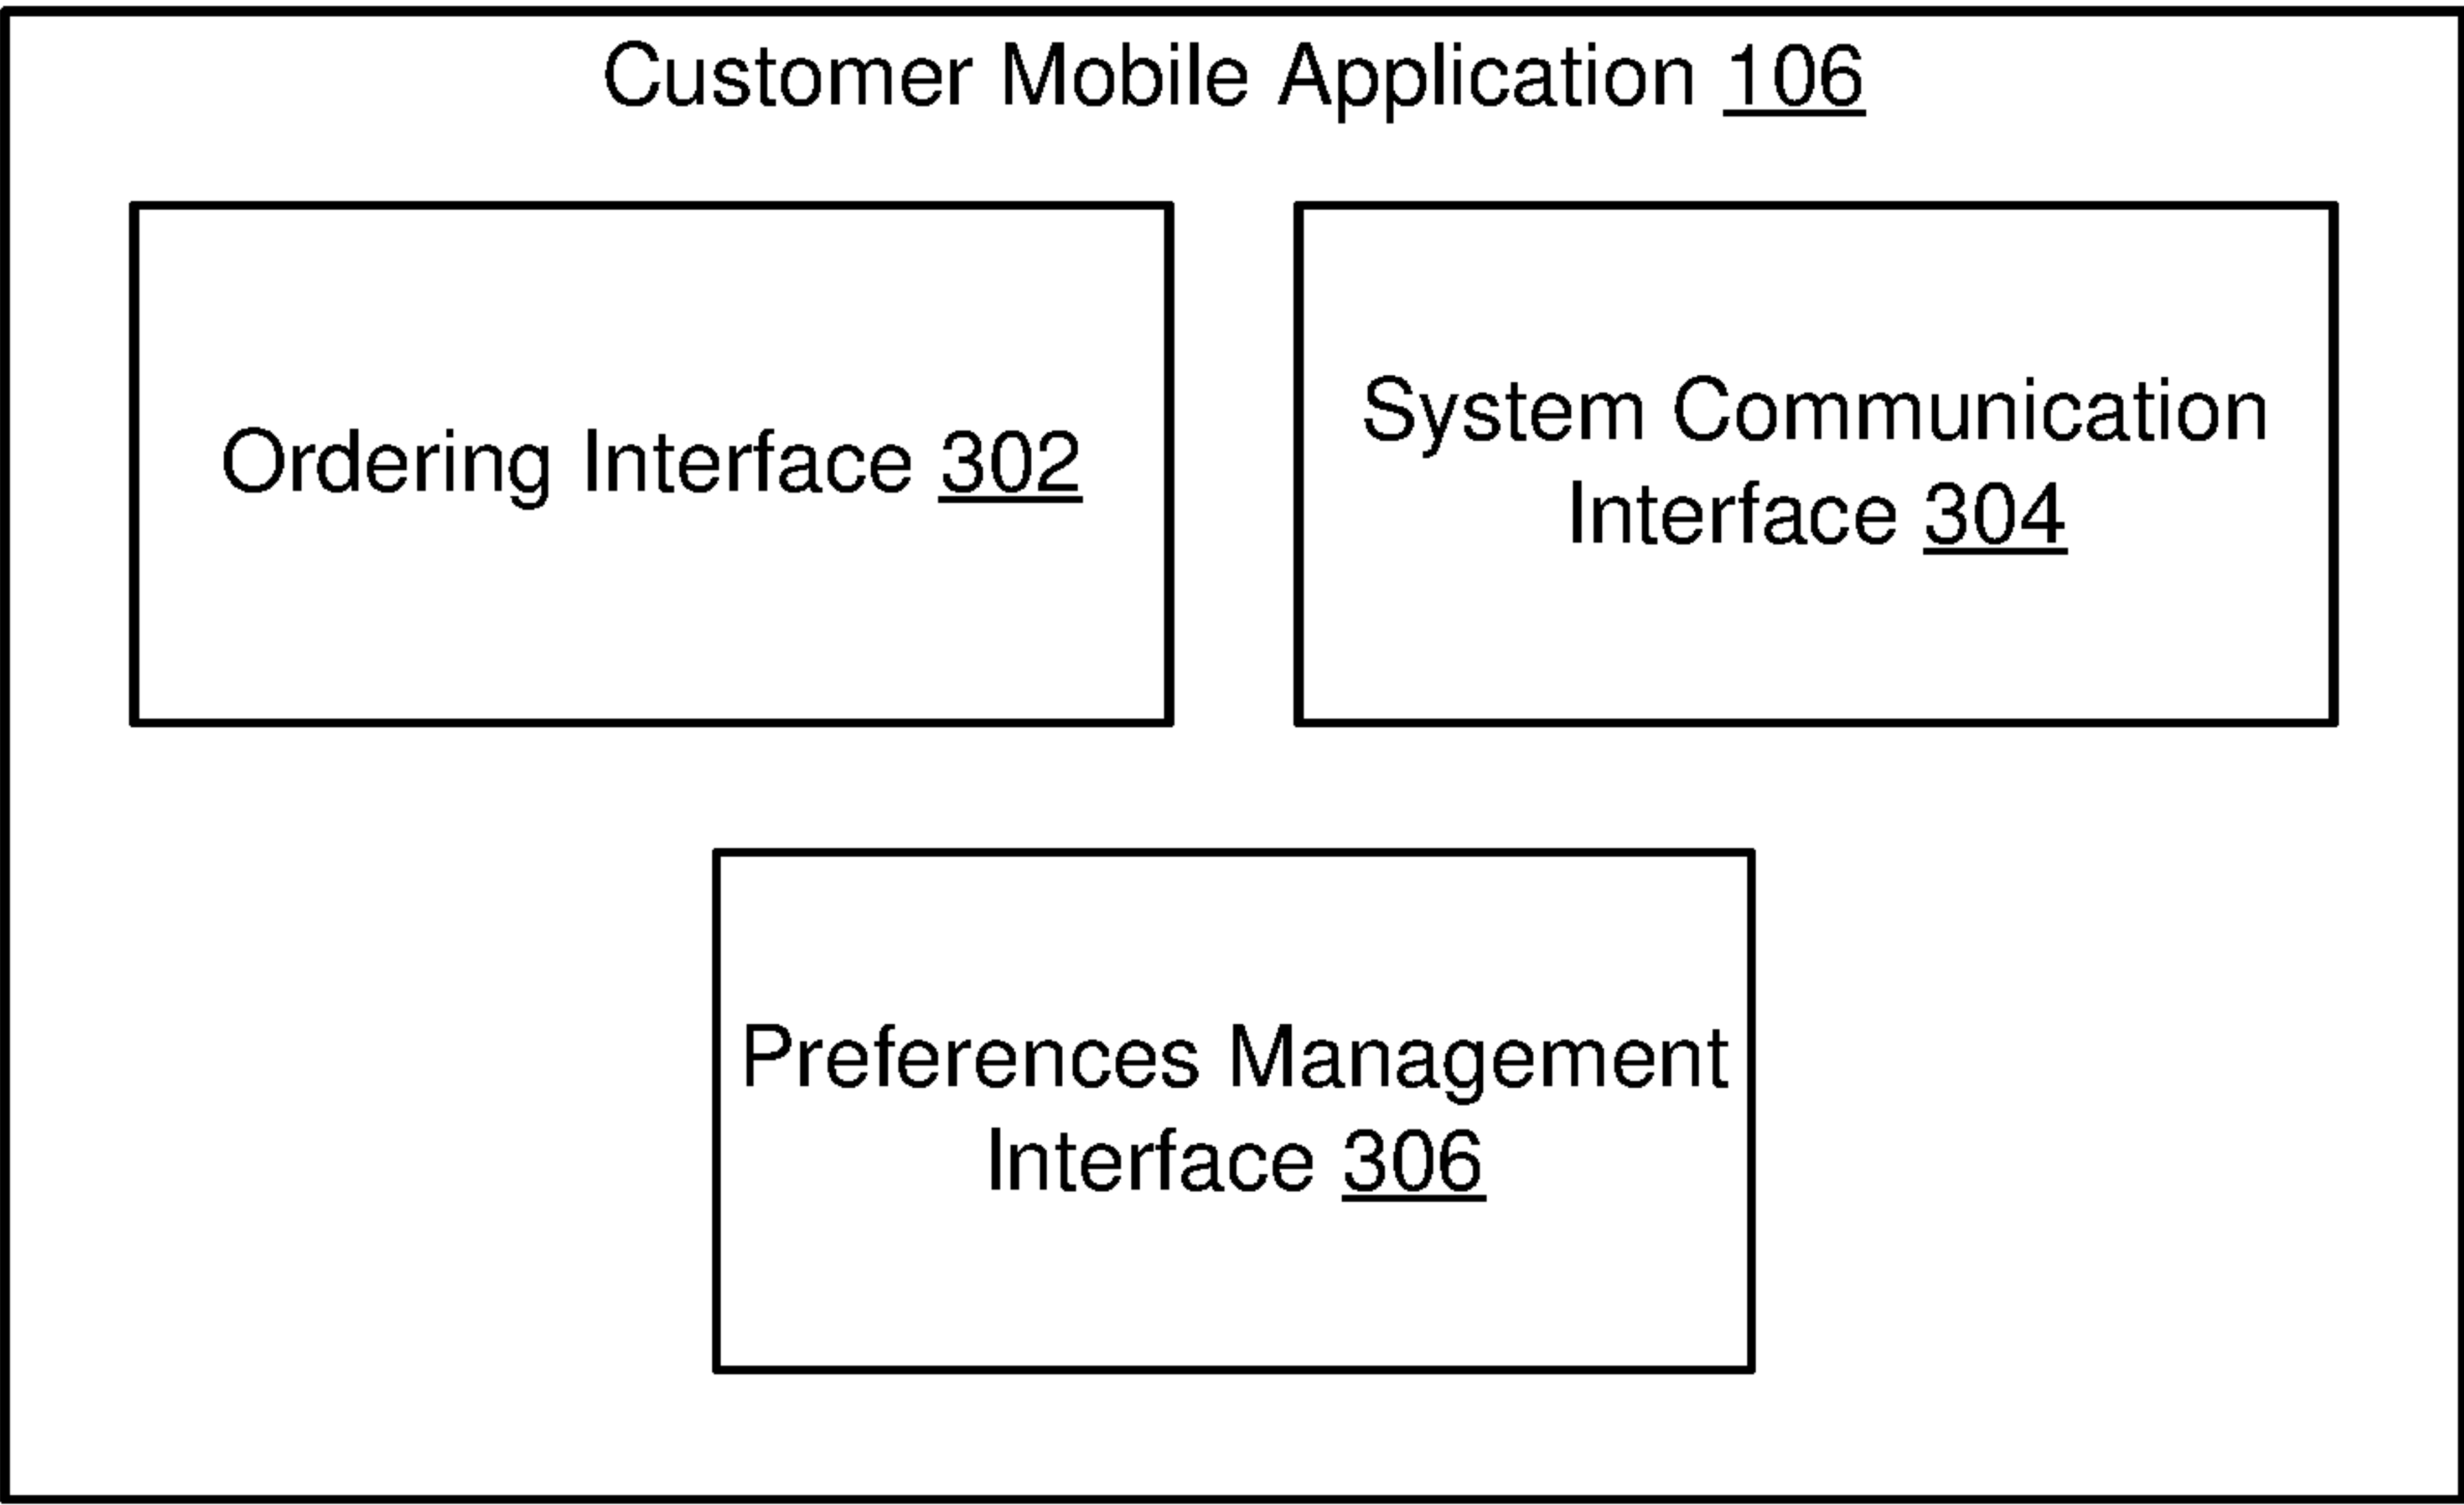 Customer Mobile Application 106
Ordering Interface 302
System Communication
Interface 304
Preferences Management
Interface 306